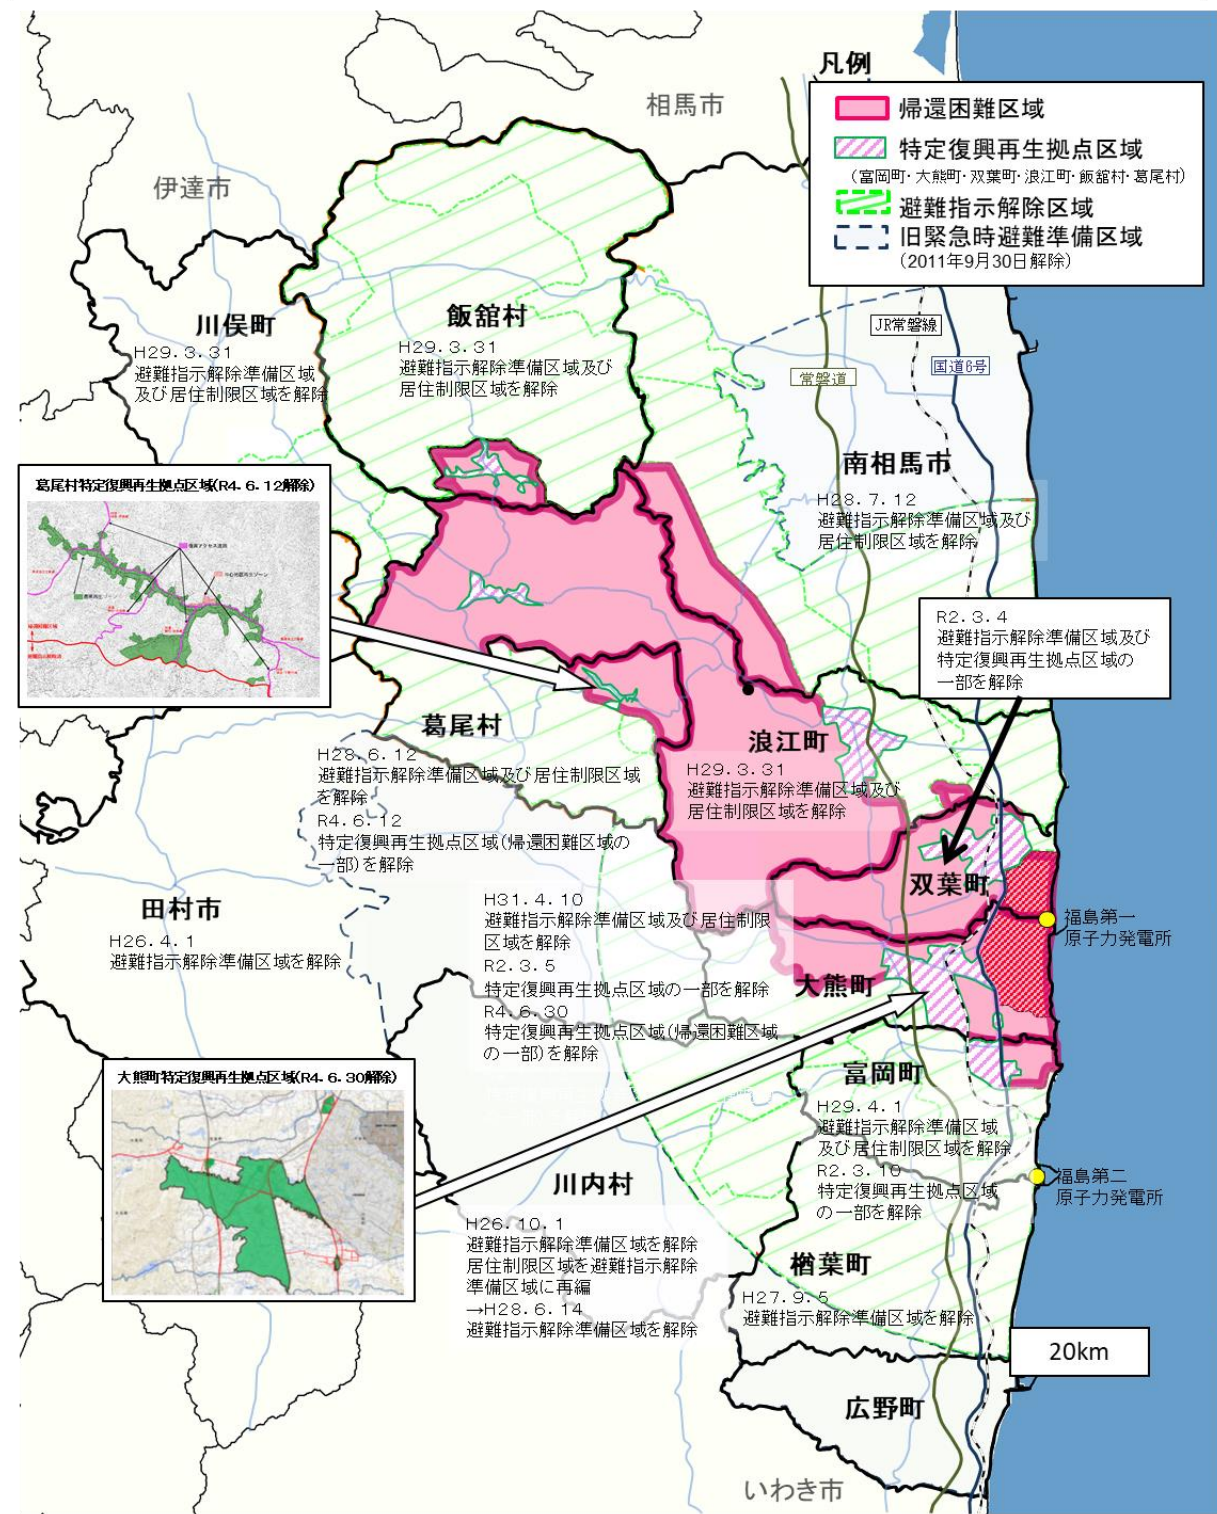 凡例
帰還困難区域
特定復興再生拠点区域
(富岡町・大熊町・双葉町・浪江町・飯舘村・葛尾村)
避難指示解除区域
旧緊急時避難準備区域
(2011年9月30日解除)
相馬市
伊達市
川俣町
H29.3.31
避難指示解除準備区域
及び居住制限区域を解除
飯舘村
H29.3.31
避難指示解除準備区域及び
居住制限区域を解除
JR常磐線
国道6号
常磐道
南相馬市
H28.7.12
避難指示解除準備区域及び
居住制限区域を解除
葛尾村特定復興再生拠点区域(R4.6.12解除)
R2.3.4
避難指示解除準備区域及び
特定復興再生拠点区域の
一部を解除
葛尾村
H28.6.12
避難指示解除準備区域及び居住制限区域
を解除
R4.6.12
特定復興再生拠点区域(帰還困難区域の
一部)を解除
浪江町
H29.3.31
避難指示解除準備区域及び
居住制限区域を解除
双葉町
福島第一
原子力発電所
田村市
H26.4.1
避難指示解除準備区域を解除
H31.4.10
避難指示解除準備区域及び居住制限
区域を解除
R2.3.5
特定復興再生拠点区域の一部を解除
R4.6.30
特定復興再生拠点区域(帰還困難区域
の一部)を解除
大熊町
大熊町特定復興再生拠点区域(R4.6.30解除)
富岡町
H29.4.1
避難指示解除準備区域
及び居住制限区域を解除
R2.3.10
特定復興再生拠点区域
の一部を解除
福島第二
原子力発電所
川内村
H26.10.1
避難指示解除準備区域を解除
居住制限区域を避難指示解除
準備区域に再編
→H28.6.14
避難指示解除準備区域を解除
楢葉町
H27.9.5
避難指示解除準備区域を解除
20km
広野町
いわき市